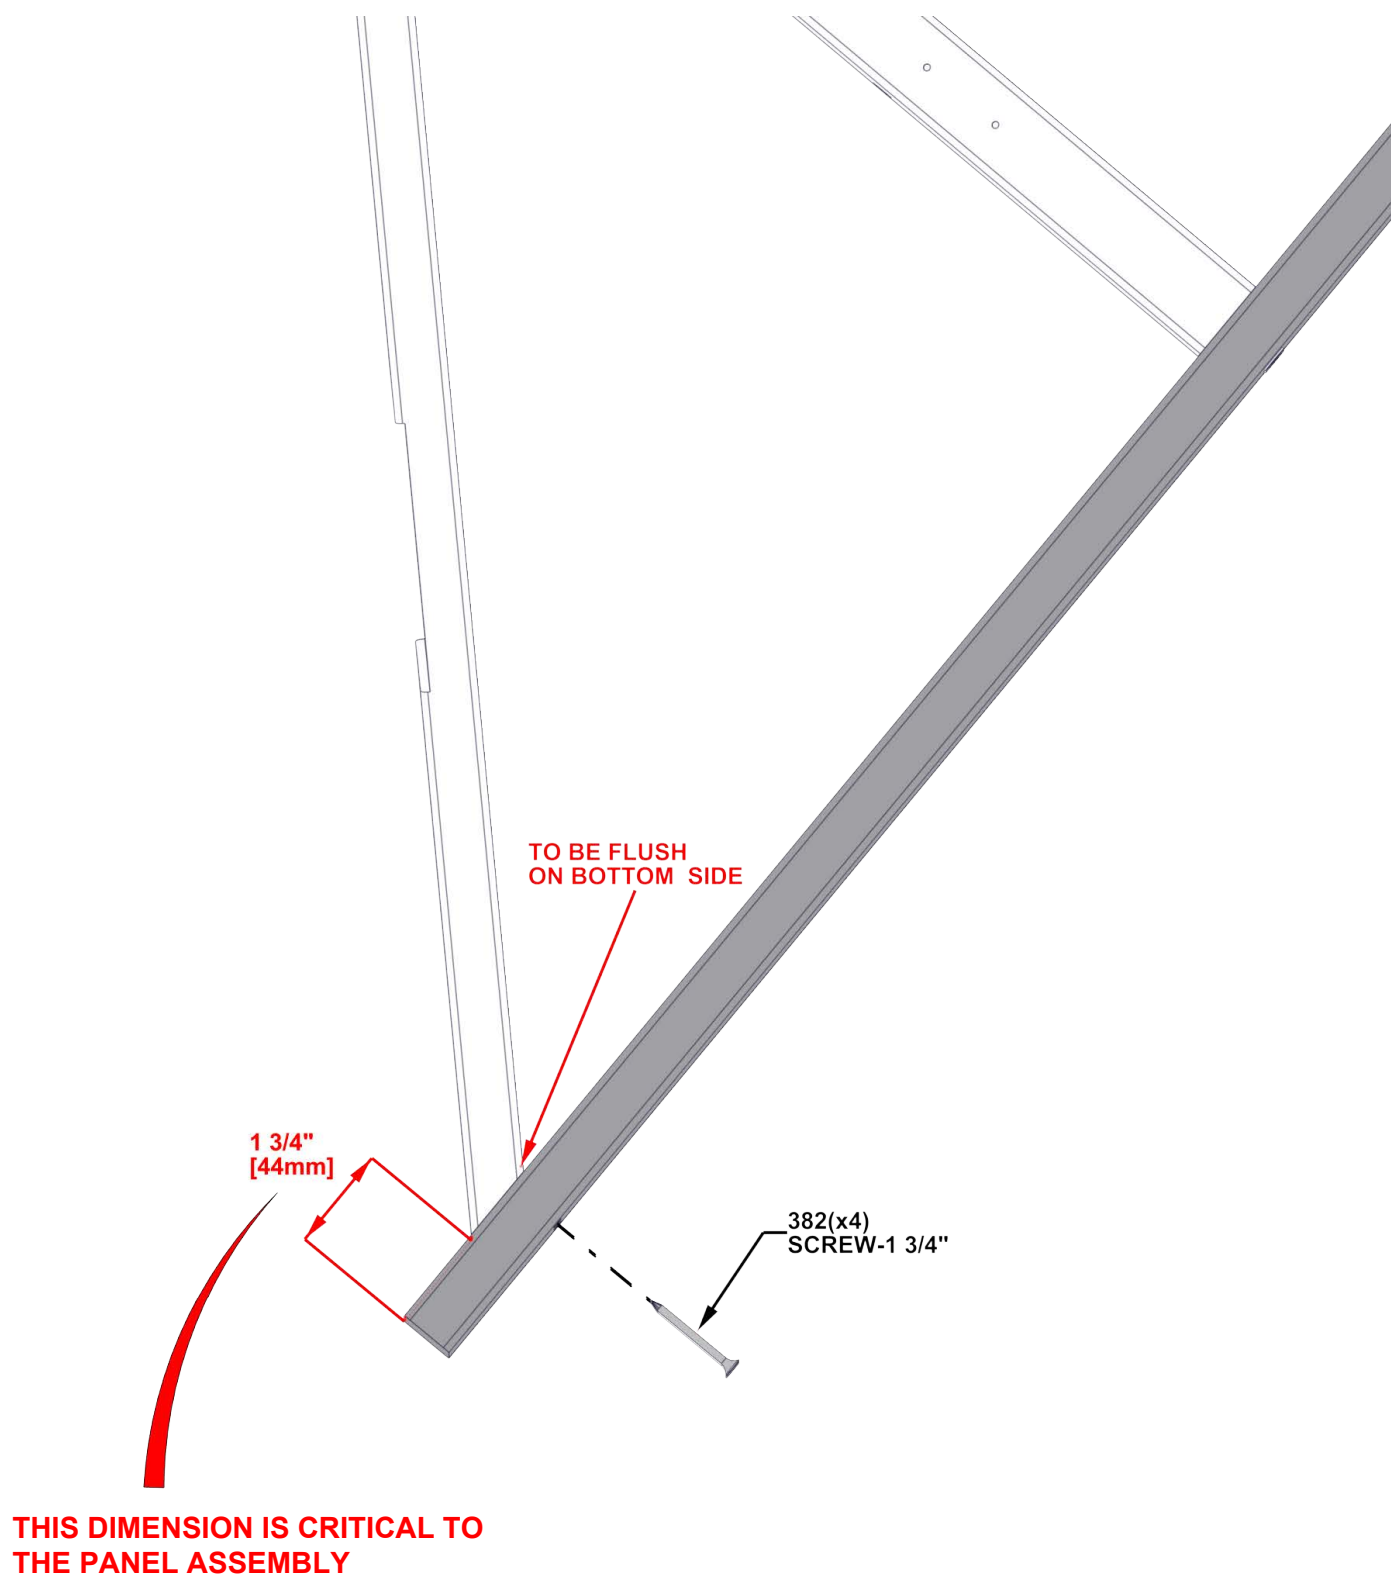 TO BE FLUSH
ON BOTTOM  SIDE
1 3/4"
[44mm]
382(x4)
SCREW-1 3/4"
THIS DIMENSION IS CRITICAL TO
THE PANEL ASSEMBLY